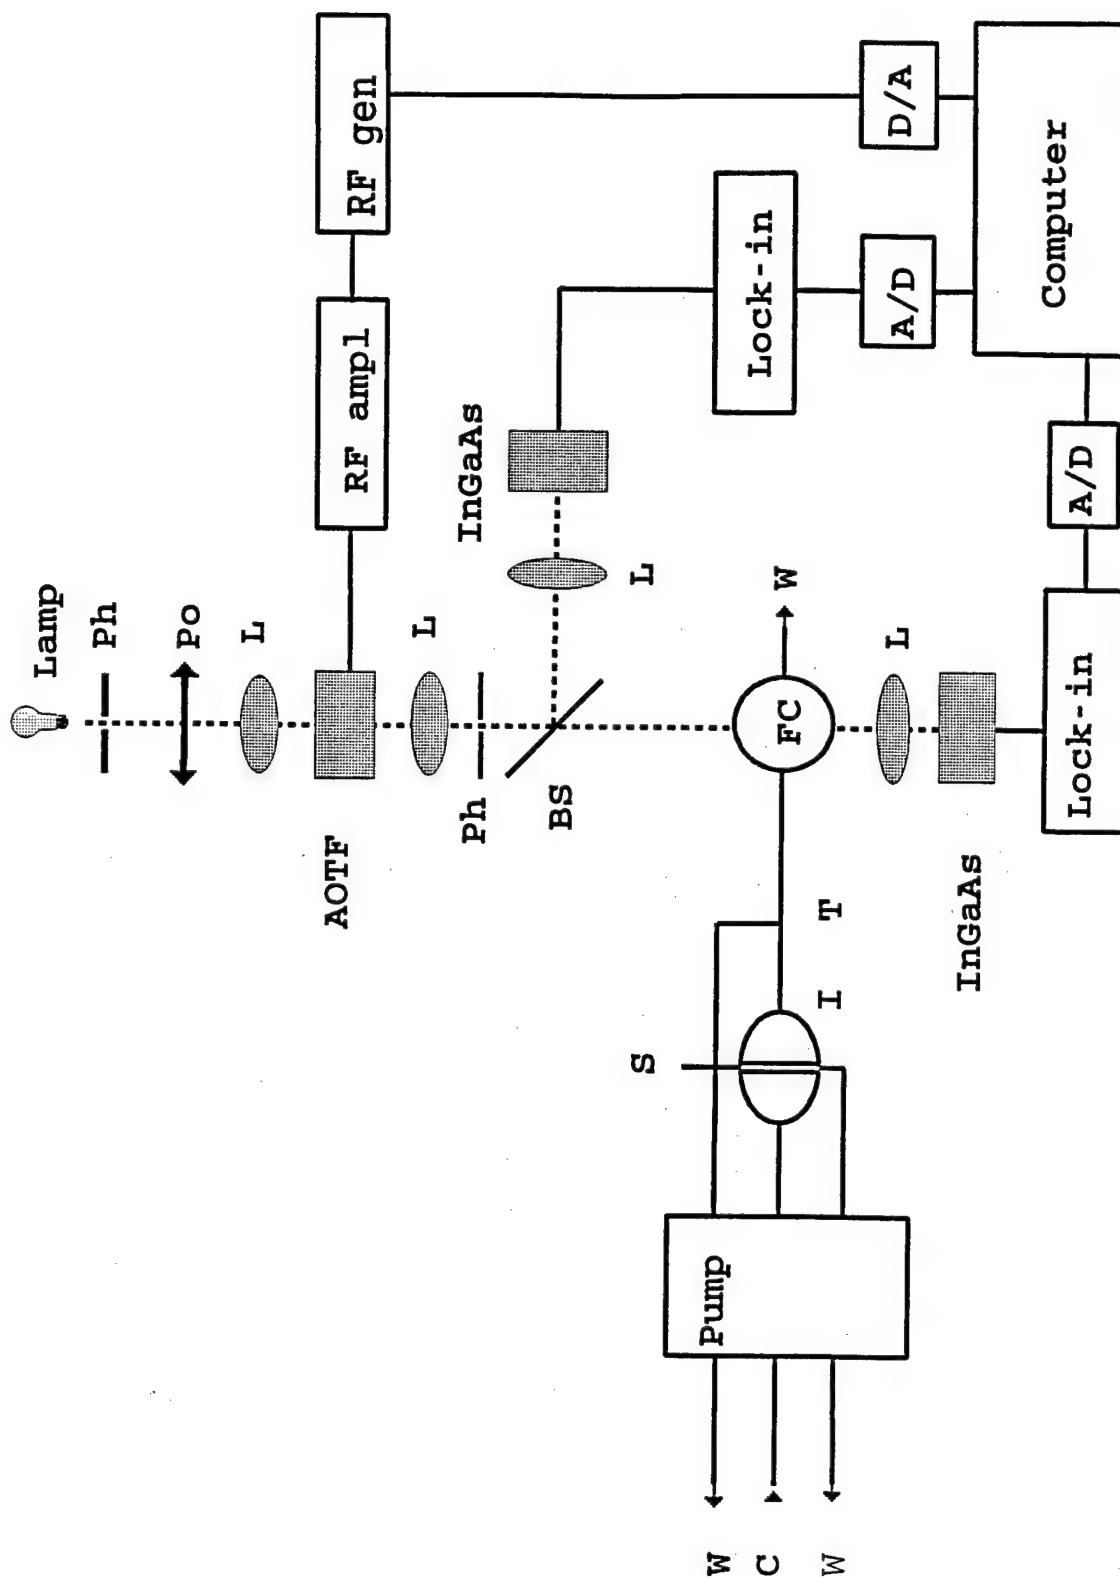 Lamp
Ph
Po
L
AOTF
RF ampl
RF gen
L
Ph
BS
L
InGaAs
Lock-in
A/D
D/A
Computer
W
FC
L
InGaAs
Lock-in
A/D
T
I
S
Pump
W
C
W